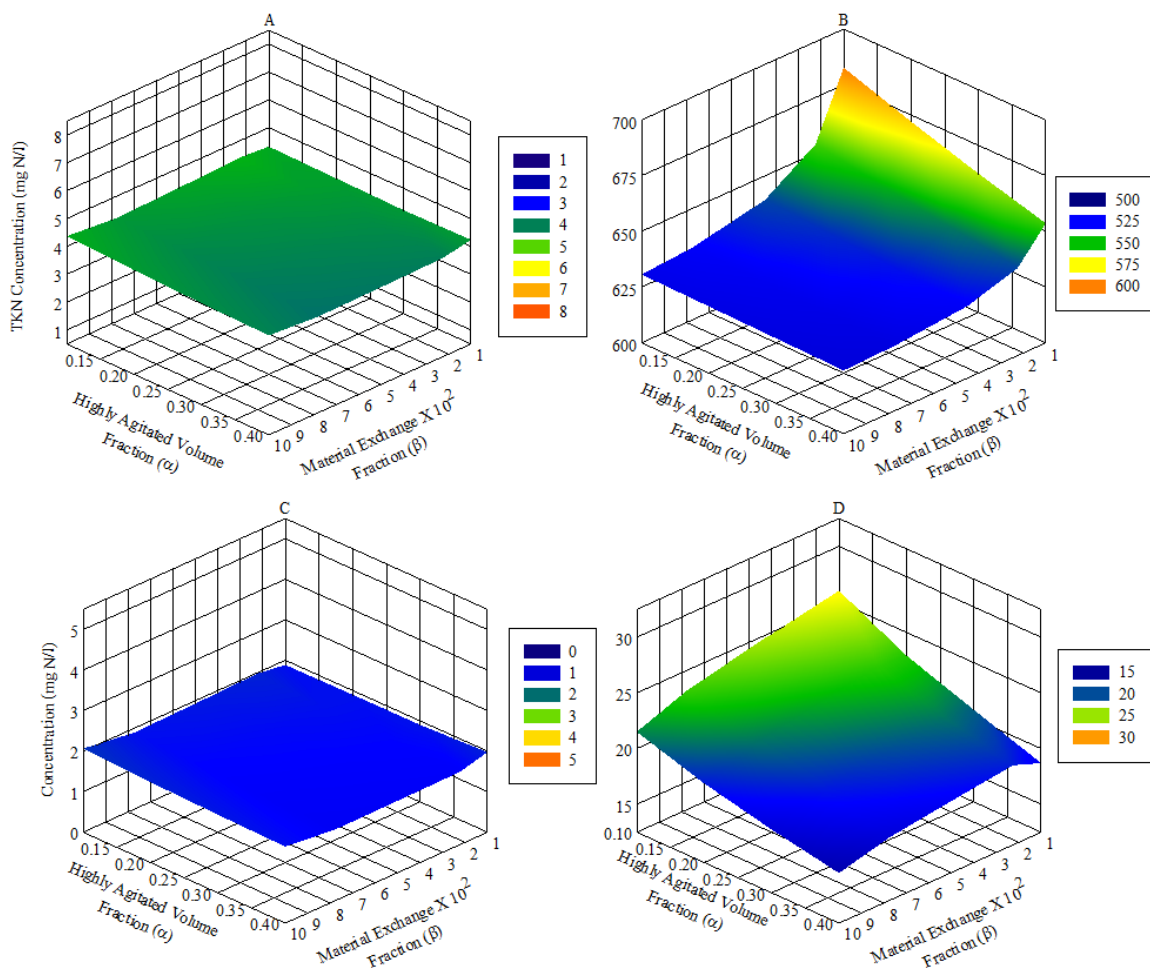 A
TKN Concentration (mg N/l)
8
7
6
5
4
3
2
1
0.15
0.20
0.25
0.30
0.35
0.40
Highly Agitated Volume
Fraction (α)
10 9 8 7 6 5 4 3 2 1
Material Exchange X 10²
Fraction (β)
1
2
3
4
5
6
7
8
B
700
675
650
625
600
0.15
0.20
0.25
0.30
0.35
0.40
Highly Agitated Volume
Fraction (α)
10 9 8 7 6 5 4 3 2 1
Material Exchange X 10²
Fraction (β)
500
525
550
575
600
C
Concentration (mg N/l)
5
4
3
2
1
0
0.15
0.20
0.25
0.30
0.35
0.40
Highly Agitated Volume
Fraction (α)
10 9 8 7 6 5 4 3 2 1
Material Exchange X 10²
Fraction (β)
0
1
2
3
4
5
D
30
25
20
15
0.10
0.15
0.20
0.25
0.30
0.35
0.40
Highly Agitated Volume
Fraction (α)
10 9 8 7 6 5 4 3 2 1
Material Exchange X 10²
Fraction (β)
15
20
25
30